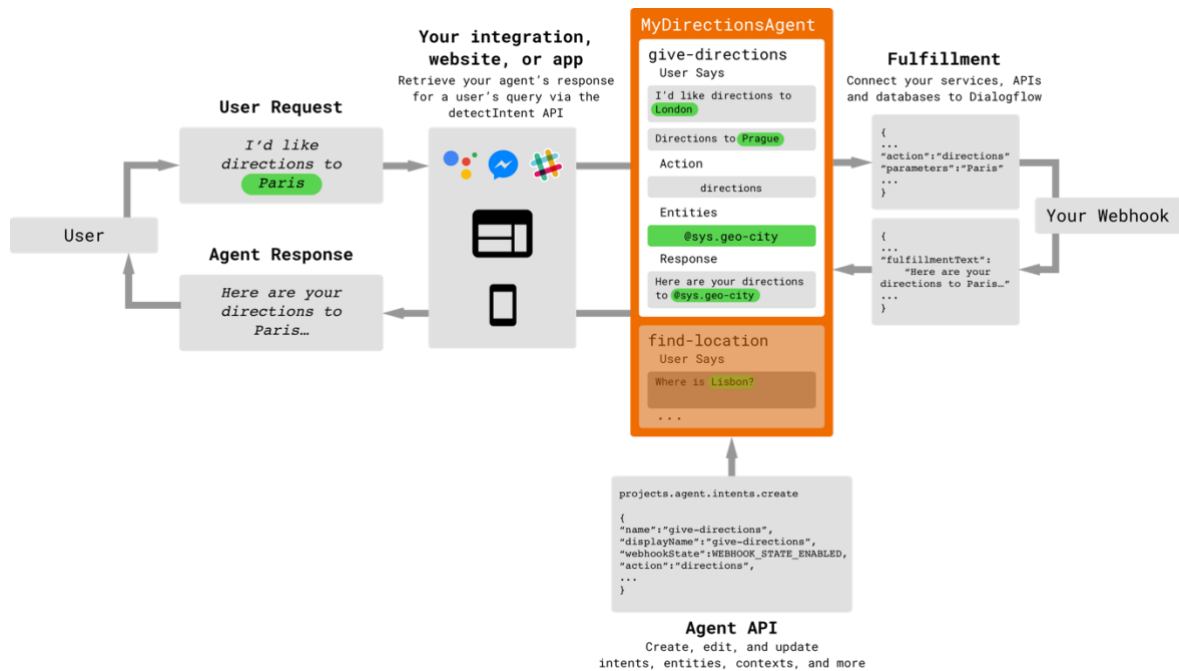 User
User Request
I'd like
directions to
Paris
Agent Response
Here are your
directions to
Paris…
Your integration,
website, or app
Retrieve your agent's response
for a user's query via the
detectIntent API
MyDirectionsAgent
give-directions
User Says
I'd like directions to
London
Directions to Prague
Action
directions
Entities
@sys.geo-city
Response
Here are your directions
to @sys.geo-city
find-location
User Says
Where is Lisbon?
...
Fulfillment
Connect your services, APIs
and databases to Dialogflow
{
...
"action":"directions"
"parameters":"Paris"
...
}
Your Webhook
{
...
"fulfillmentText":
"Here are your
directions to Paris…"
...
}
projects.agent.intents.create
{
"name":"give-directions",
"displayName":"give-directions",
"webhookState":WEBHOOK_STATE_ENABLED,
"action":"directions",
...
}
Agent API
Create, edit, and update
intents, entities, contexts, and more